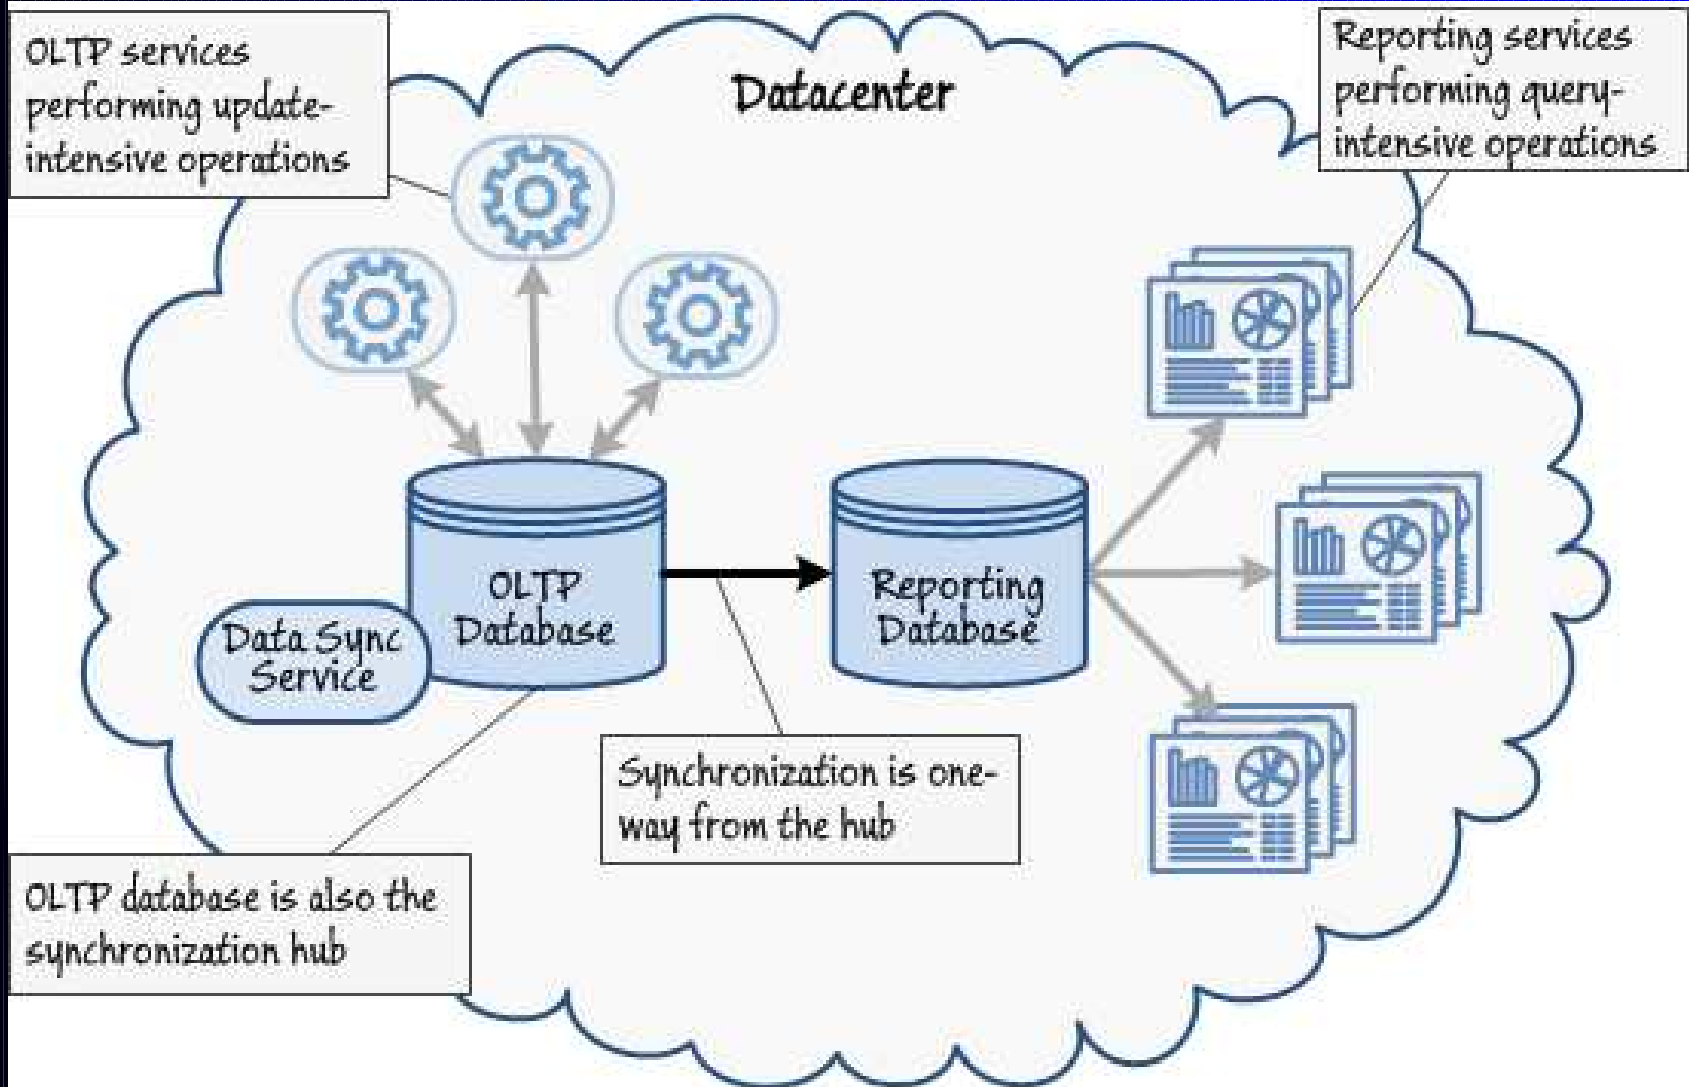 OLTP services
performing update-
intensive operations
Datacenter
Reporting services
performing query-
intensive operations
OLTP
Database
Reporting
Database
Data Sync
Service
Synchronization is one-
way from the hub
OLTP database is also the
synchronization hub